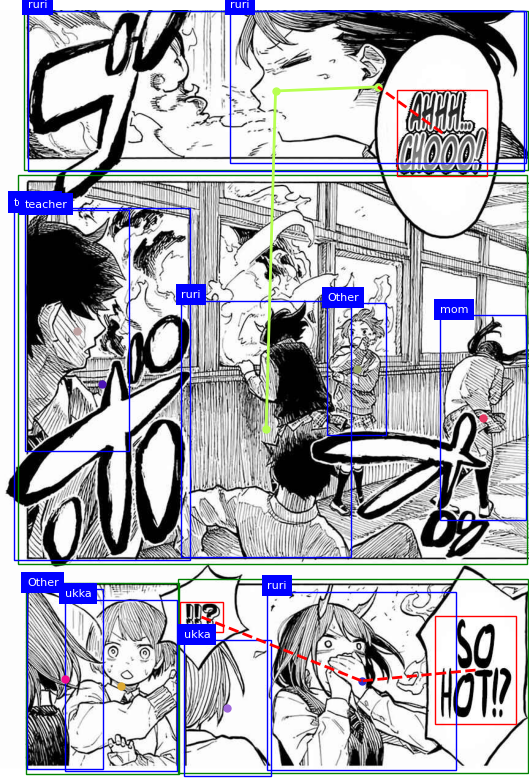 ruri
ruri
AHHH...
CHOOO!
teacher
ruri
Other
mom
Other
ukka
!!?
ukka
ruri
SO
HOT!?